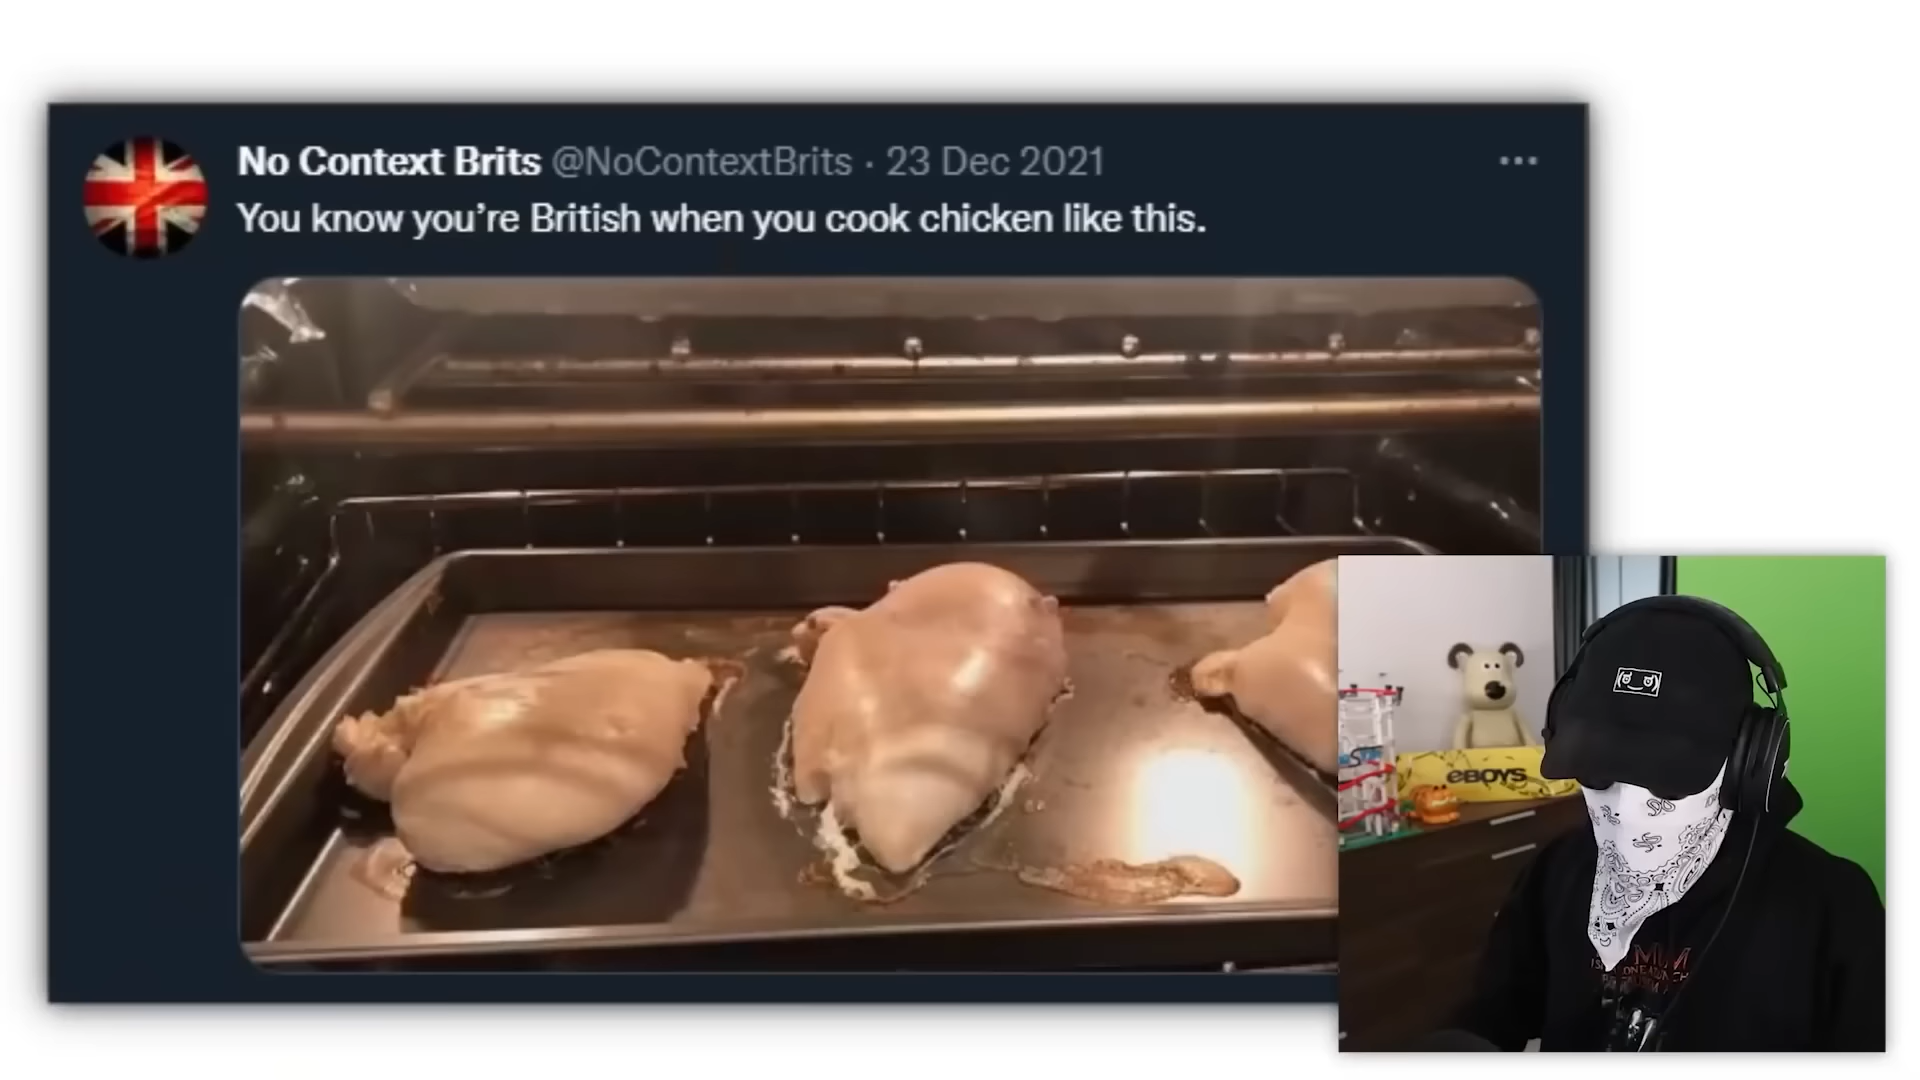 No Context Brits @NoContextBrits · 23 Dec 2021
You know you’re British when you cook chicken like this.
eBOYS